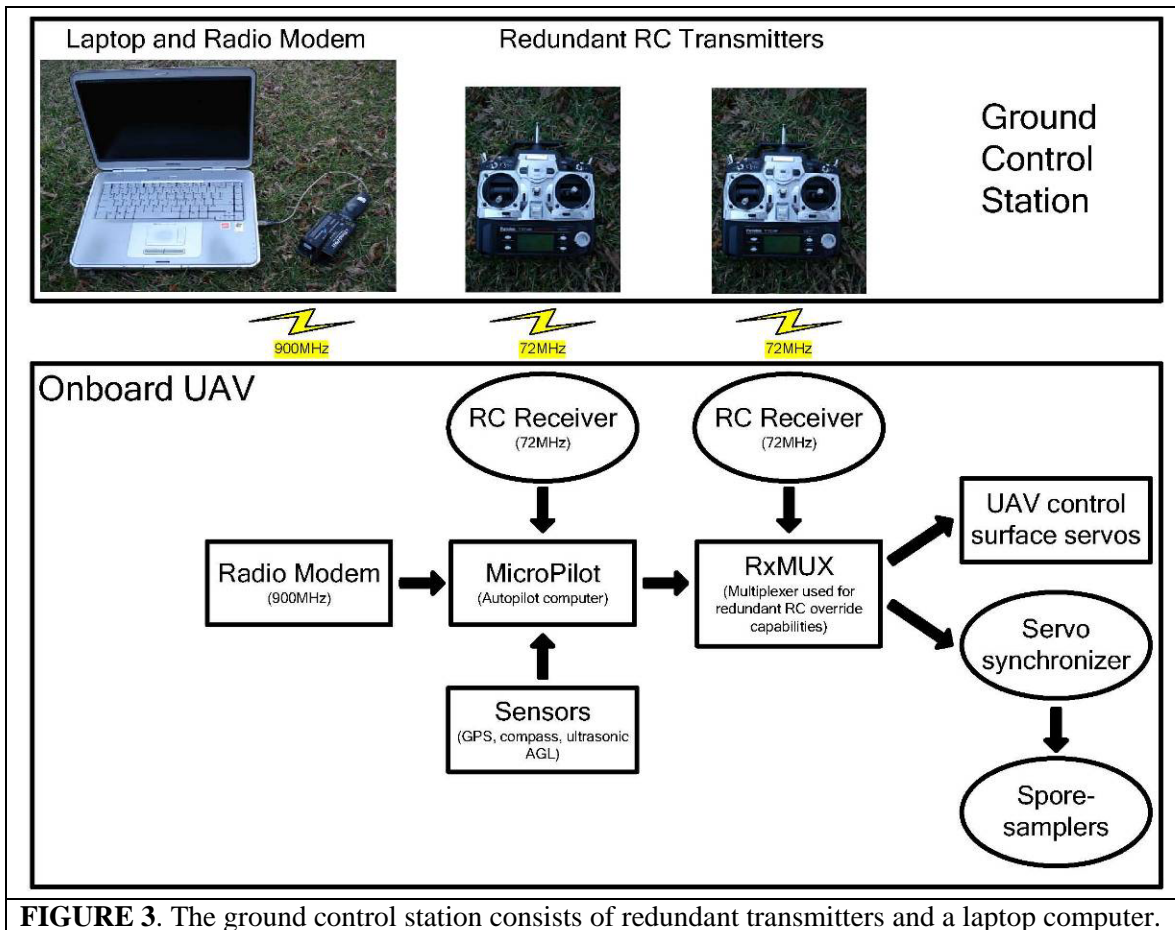 Laptop and Radio Modem
Redundant RC Transmitters
Ground
Control
Station
900MHz
72MHz
72MHz
Onboard UAV
RC Receiver
(72MHz)
RC Receiver
(72MHz)
Radio Modem
(900MHz)
MicroPilot
(Autopilot computer)
RxMUX
(Multiplexer used for
redundant RC override
capabilities)
UAV control
surface servos
Servo
synchronizer
Sensors
(GPS, compass, ultrasonic
AGL)
Spore-
samplers
FIGURE 3. The ground control station consists of redundant transmitters and a laptop computer.